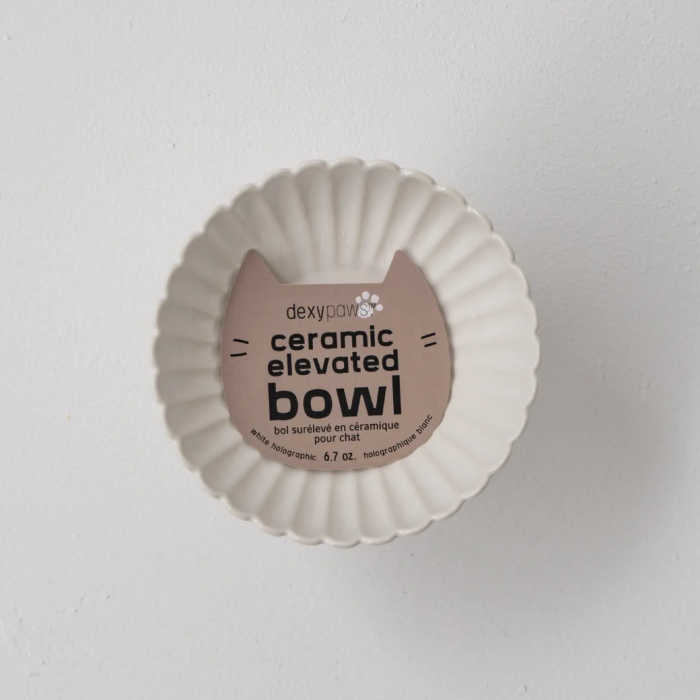 dexypaws
ceramic
elevated
bowl
bol surélevé en céramique
pour chat
white holographic 6.7 oz. holographique blanc